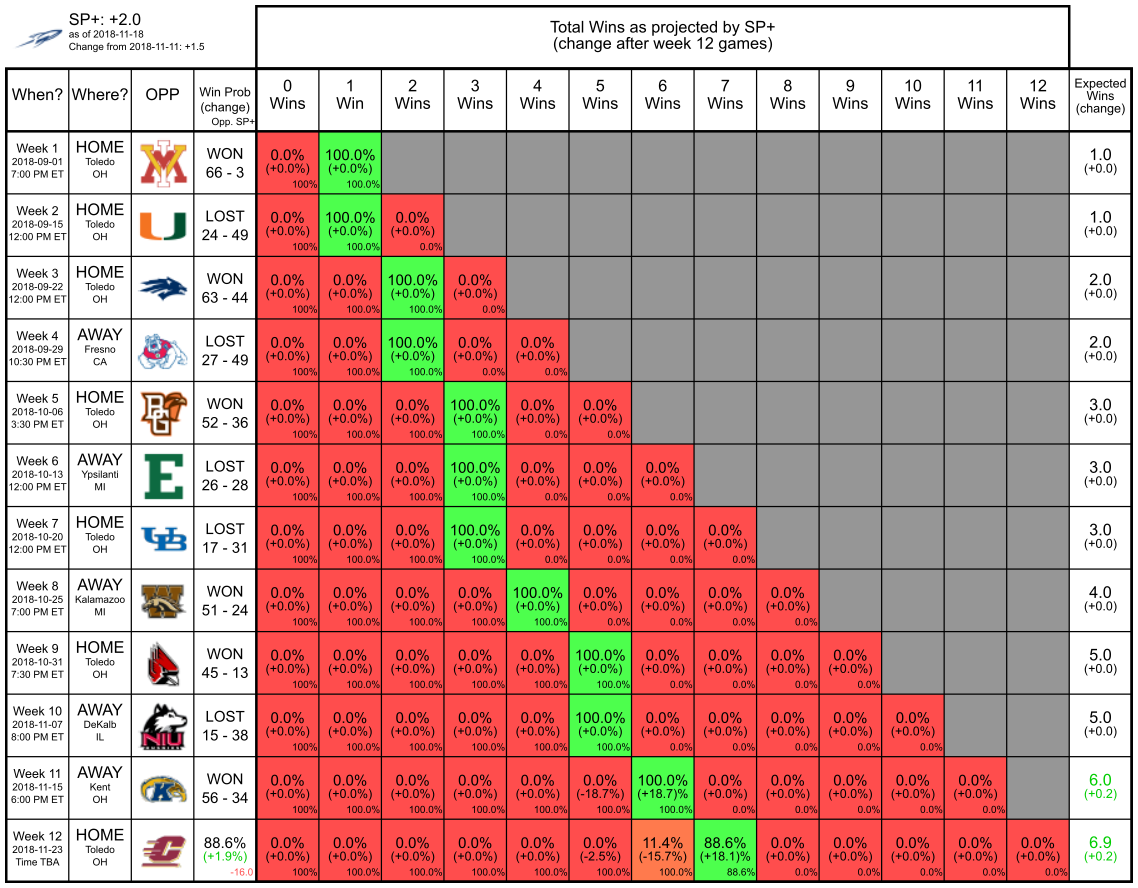 SP+: +2.0
as of 2018-11-18
Change from 2018-11-11: +1.5
Total Wins as projected by SP+
(change after week 12 games)
When?
Where?
OPP
Win Prob
(change)
Opp. SP+
0
Wins
1
Win
2
Wins
3
Wins
4
Wins
5
Wins
6
Wins
7
Wins
8
Wins
9
Wins
10
Wins
11
Wins
12
Wins
Expected
Wins
(change)
Week 1 HOME WON 0.0% 100.0% 1.0
2018-09-01 Toledo 66 - 3 (+0.0%) (+0.0%) (+0.0)
7:00 PM ET OH 100% 100.0%
Week 2 HOME LOST 0.0% 100.0% 0.0% 1.0
2018-09-15 Toledo 24 - 49 (+0.0%) (+0.0%) (+0.0%) (+0.0)
12:00 PM ET OH 100% 100.0% 0.0%
Week 3 HOME WON 0.0% 0.0% 100.0% 0.0% 2.0
2018-09-22 Toledo 63 - 44 (+0.0%) (+0.0%) (+0.0%) (+0.0%) (+0.0)
12:00 PM ET OH 100% 100.0% 100.0% 0.0%
Week 4 AWAY LOST 0.0% 0.0% 100.0% 0.0% 0.0% 2.0
2018-09-29 Fresno 27 - 49 (+0.0%) (+0.0%) (+0.0%) (+0.0%) (+0.0%) (+0.0)
10:30 PM ET CA 100% 100.0% 100.0% 0.0% 0.0%
Week 5 HOME BG WON 0.0% 0.0% 0.0% 100.0% 0.0% 0.0% 3.0
2018-10-06 Toledo 52 - 36 (+0.0%) (+0.0%) (+0.0%) (+0.0%) (+0.0%) (+0.0%) (+0.0)
3:30 PM ET OH 100% 100.0% 100.0% 100.0% 0.0% 0.0%
Week 6 AWAY E LOST 0.0% 0.0% 0.0% 100.0% 0.0% 0.0% 0.0% 3.0
2018-10-13 Ypsilanti 26 - 28 (+0.0%) (+0.0%) (+0.0%) (+0.0%) (+0.0%) (+0.0%) (+0.0%) (+0.0)
12:00 PM ET MI 100% 100.0% 100.0% 100.0% 0.0% 0.0% 0.0%
Week 7 HOME UB LOST 0.0% 0.0% 0.0% 100.0% 0.0% 0.0% 0.0% 0.0% 3.0
2018-10-20 Toledo 17 - 31 (+0.0%) (+0.0%) (+0.0%) (+0.0%) (+0.0%) (+0.0%) (+0.0%) (+0.0%) (+0.0)
12:00 PM ET OH 100% 100.0% 100.0% 100.0% 0.0% 0.0% 0.0% 0.0%
Week 8 AWAY W WON 0.0% 0.0% 0.0% 0.0% 100.0% 0.0% 0.0% 0.0% 0.0% 4.0
2018-10-25 Kalamazoo 51 - 24 (+0.0%) (+0.0%) (+0.0%) (+0.0%) (+0.0%) (+0.0%) (+0.0%) (+0.0%) (+0.0%) (+0.0)
7:00 PM ET MI 100% 100.0% 100.0% 100.0% 100.0% 0.0% 0.0% 0.0% 0.0%
Week 9 HOME WON 0.0% 0.0% 0.0% 0.0% 0.0% 100.0% 0.0% 0.0% 0.0% 0.0% 5.0
2018-10-31 Toledo 45 - 13 (+0.0%) (+0.0%) (+0.0%) (+0.0%) (+0.0%) (+0.0%) (+0.0%) (+0.0%) (+0.0%) (+0.0%) (+0.0)
7:30 PM ET OH 100% 100.0% 100.0% 100.0% 100.0% 100.0% 0.0% 0.0% 0.0% 0.0%
Week 10 AWAY NIU LOST 0.0% 0.0% 0.0% 0.0% 0.0% 100.0% 0.0% 0.0% 0.0% 0.0% 0.0% 5.0
2018-11-07 DeKalb 15 - 38 (+0.0%) (+0.0%) (+0.0%) (+0.0%) (+0.0%) (+0.0%) (+0.0%) (+0.0%) (+0.0%) (+0.0%) (+0.0%) (+0.0)
8:00 PM ET IL 100% 100.0% 100.0% 100.0% 100.0% 100.0% 0.0% 0.0% 0.0% 0.0% 0.0%
Week 11 AWAY K WON 0.0% 0.0% 0.0% 0.0% 0.0% 0.0% 100.0% 0.0% 0.0% 0.0% 0.0% 0.0% 6.0
2018-11-15 Kent 56 - 34 (+0.0%) (+0.0%) (+0.0%) (+0.0%) (+0.0%) (-18.7%) (+18.7)% (+0.0%) (+0.0%) (+0.0%) (+0.0%) (+0.0%) (+0.2)
6:00 PM ET OH 100% 100.0% 100.0% 100.0% 100.0% 100.0% 100.0% 0.0% 0.0% 0.0% 0.0% 0.0%
Week 12 HOME C 88.6% 0.0% 0.0% 0.0% 0.0% 0.0% 0.0% 11.4% 88.6% 0.0% 0.0% 0.0% 0.0% 0.0% 6.9
2018-11-23 Toledo (+1.9%) (+0.0%) (+0.0%) (+0.0%) (+0.0%) (+0.0%) (-2.5%) (-15.7%) (+18.1)% (+0.0%) (+0.0%) (+0.0%) (+0.0%) (+0.0%) (+0.2)
Time TBA OH -16.0 100% 100.0% 100.0% 100.0% 100.0% 100.0% 100.0% 88.6% 0.0% 0.0% 0.0% 0.0% 0.0%